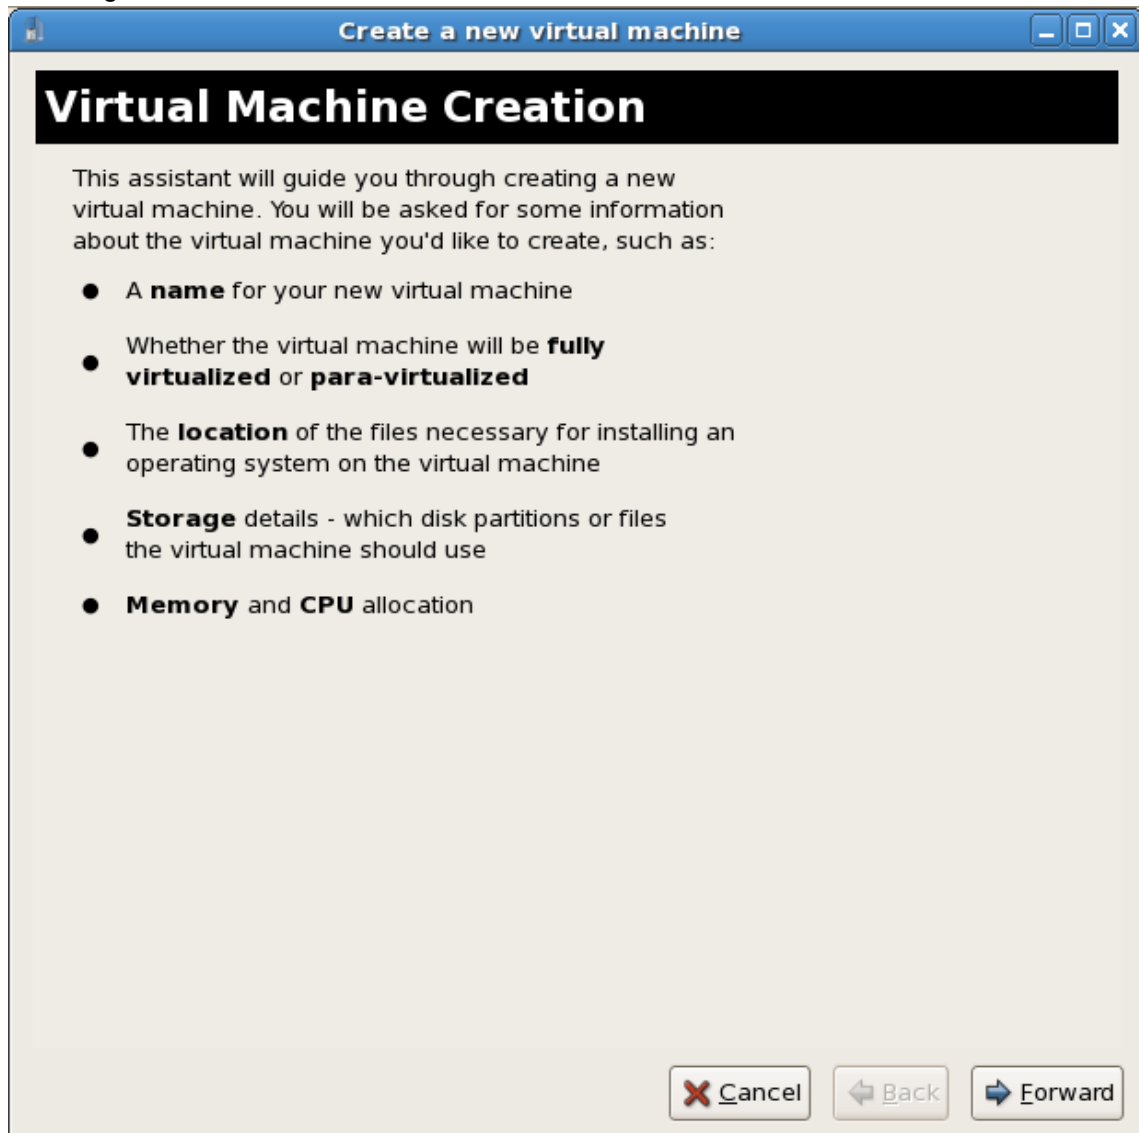 Create a new virtual machine
Virtual Machine Creation
This assistant will guide you through creating a new
virtual machine. You will be asked for some information
about the virtual machine you'd like to create, such as:
● A name for your new virtual machine
● Whether the virtual machine will be fully
virtualized or para-virtualized
● The location of the files necessary for installing an
operating system on the virtual machine
● Storage details - which disk partitions or files
the virtual machine should use
● Memory and CPU allocation
Cancel Back Forward